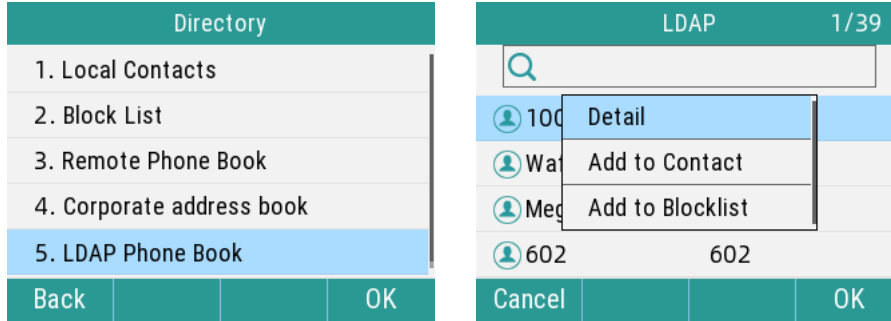 Directory
1. Local Contacts
2. Block List
3. Remote Phone Book
4. Corporate address book
5. LDAP Phone Book
Back OK
LDAP 1/39
Detail
Add to Contact
Add to Blocklist
602 602
Cancel OK